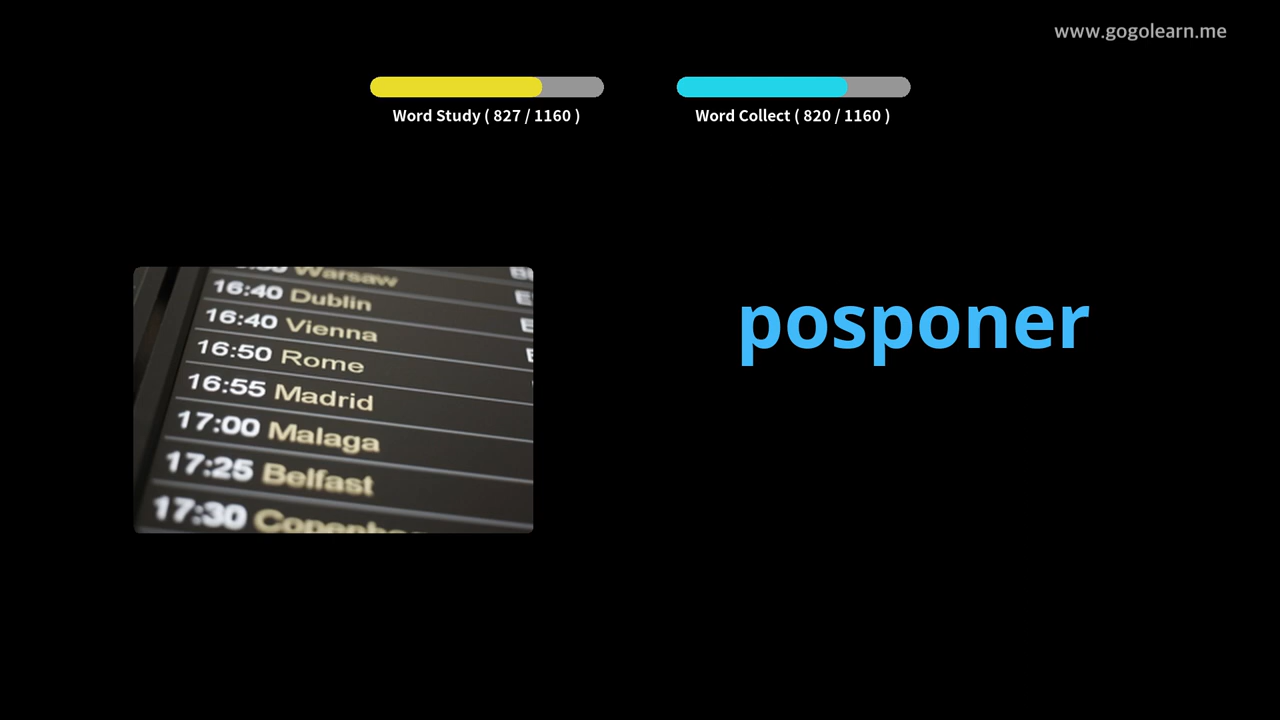 www.gogolearn.me
Word Study ( 827 / 1160 )
Word Collect ( 820 / 1160 )
Warsaw
16:40 Dublin
16:40 Vienna
16:50 Rome
16:55 Madrid
17:00 Malaga
17:25 Belfast
17:30
posponer